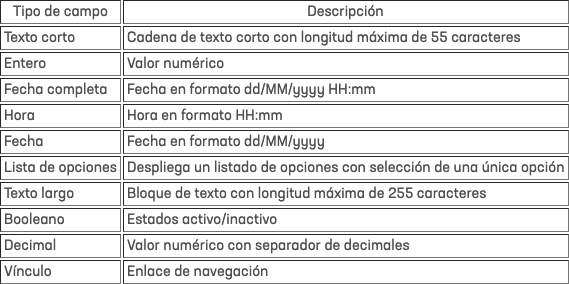 Tipo de campo Descripción
Texto corto Cadena de texto corto con longitud máxima de 55 caracteres
Entero Valor numérico
Fecha completa Fecha en formato dd/MM/yyyy HH:mm
Hora Hora en formato HH:mm
Fecha Fecha en formato dd/MM/yyyy
Lista de opciones Despliega un listado de opciones con selección de una única opción
Texto largo Bloque de texto con longitud máxima de 255 caracteres
Booleano Estados activo/inactivo
Decimal Valor numérico con separador de decimales
Vínculo Enlace de navegación